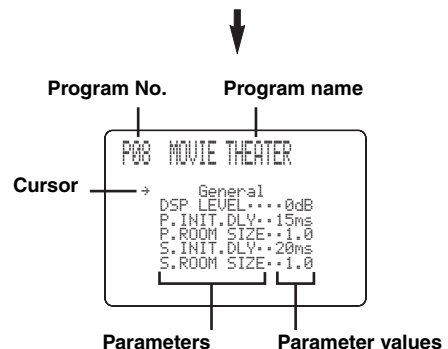 Program No. Program name
P08 MOVIE THEATER
Cursor → General
DSP LEVEL····0dB
P.INIT.DLY··15ms
P.ROOM SIZE··1.0
S.INIT.DLY··20ms
S.ROOM SIZE··1.0
Parameters Parameter values